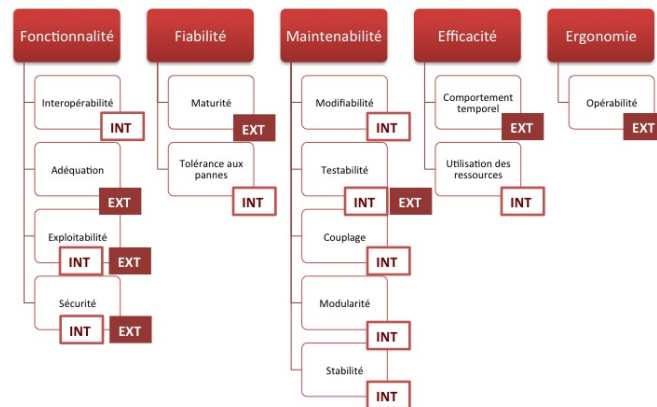 Fonctionnalité
Interopérabilité
INT
Adéquation
EXT
Exploitabilité
INT EXT
Sécurité
INT EXT
Fiabilité
Maturité
EXT
Tolérance aux
pannes
INT
Maintenabilité
Modifiabilité
INT
Testabilité
INT EXT
Couplage
INT
Modularité
INT
Stabilité
INT
Efficacité
Comportement
temporel
EXT
Utilisation des
ressources
INT
Ergonomie
Opérabilité
EXT